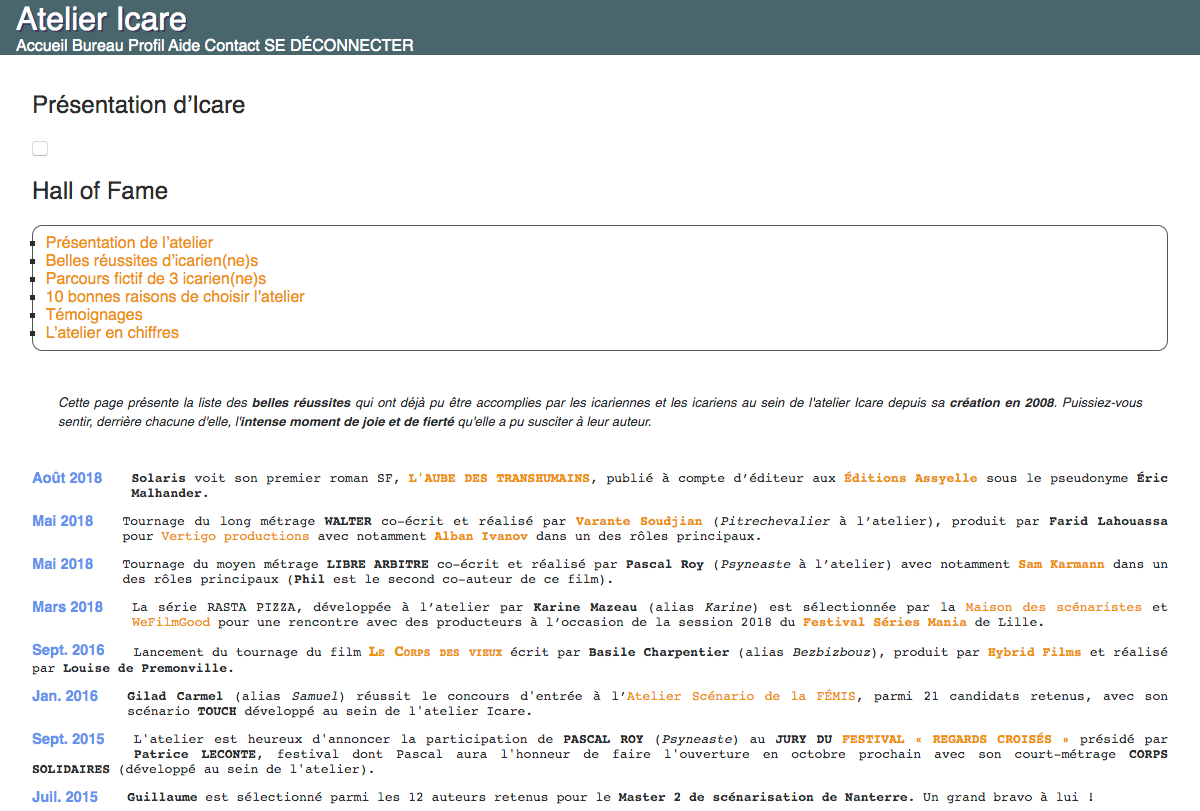 Atelier Icare
Accueil Bureau Profil Aide Contact SE DÉCONNECTER
Présentation d’Icare
Hall of Fame
Présentation de l’atelier
Belles réussites d’icarien(ne)s
Parcours fictif de 3 icarien(ne)s
10 bonnes raisons de choisir l’atelier
Témoignages
L’atelier en chiffres
Cette page présente la liste des belles réussites qui ont déjà pu être accomplies par les icariennes et les icariens au sein de l'atelier Icare depuis sa création en 2008. Puissiez-vous
sentir, derrière chacune d'elle, l'intense moment de joie et de fierté qu'elle a pu susciter à leur auteur.
Août 2018 Solaris voit son premier roman SF, L'AUBE DES TRANSHUMAINS, publié à compte d’éditeur aux Éditions Assyelle sous le pseudonyme Éric
Malhander.
Mai 2018 Tournage du long métrage WALTER co-écrit et réalisé par Varante Soudjian (Pitrechevalier à l’atelier), produit par Farid Lahouassa
pour Vertigo productions avec notamment Alban Ivanov dans un des rôles principaux.
Mai 2018 Tournage du moyen métrage LIBRE ARBITRE co-écrit et réalisé par Pascal Roy (Psyneaste à l’atelier) avec notamment Sam Karmann dans un
des rôles principaux (Phil est le second co-auteur de ce film).
Mars 2018 La série RASTA PIZZA, développée à l’atelier par Karine Mazeau (alias Karine) est sélectionnée par la Maison des scénaristes et
WeFilmGood pour une rencontre avec des producteurs à l’occasion de la session 2018 du Festival Séries Mania de Lille.
Sept. 2016 Lancement du tournage du film Le Corps des vieux écrit par Basile Charpentier (alias Bezbizbouz), produit par Hybrid Films et réalisé
par Louise de Premonville.
Jan. 2016 Gilad Carmel (alias Samuel) réussit le concours d'entrée à l’Atelier Scénario de la FÉMIS, parmi 21 candidats retenus, avec son
scénario TOUCH développé au sein de l'atelier Icare.
Sept. 2015 L'atelier est heureux d'annoncer la participation de PASCAL ROY (Psyneaste) au JURY DU FESTIVAL « REGARDS CROISÉS » présidé par
Patrice LECONTE, festival dont Pascal aura l'honneur de faire l'ouverture en octobre prochain avec son court-métrage CORPS
SOLIDAIRES (développé au sein de l'atelier).
Juil. 2015 Guillaume est sélectionné parmi les 12 auteurs retenus pour le Master 2 de scénarisation de Nanterre. Un grand bravo à lui !